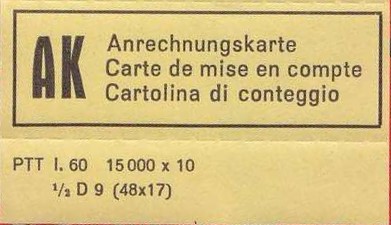 AK
Anrechnungskarte
Carte de mise en compte
Cartolina di conteggio
PTT I. 60 15 000 x 10
½ D 9 (48x17)